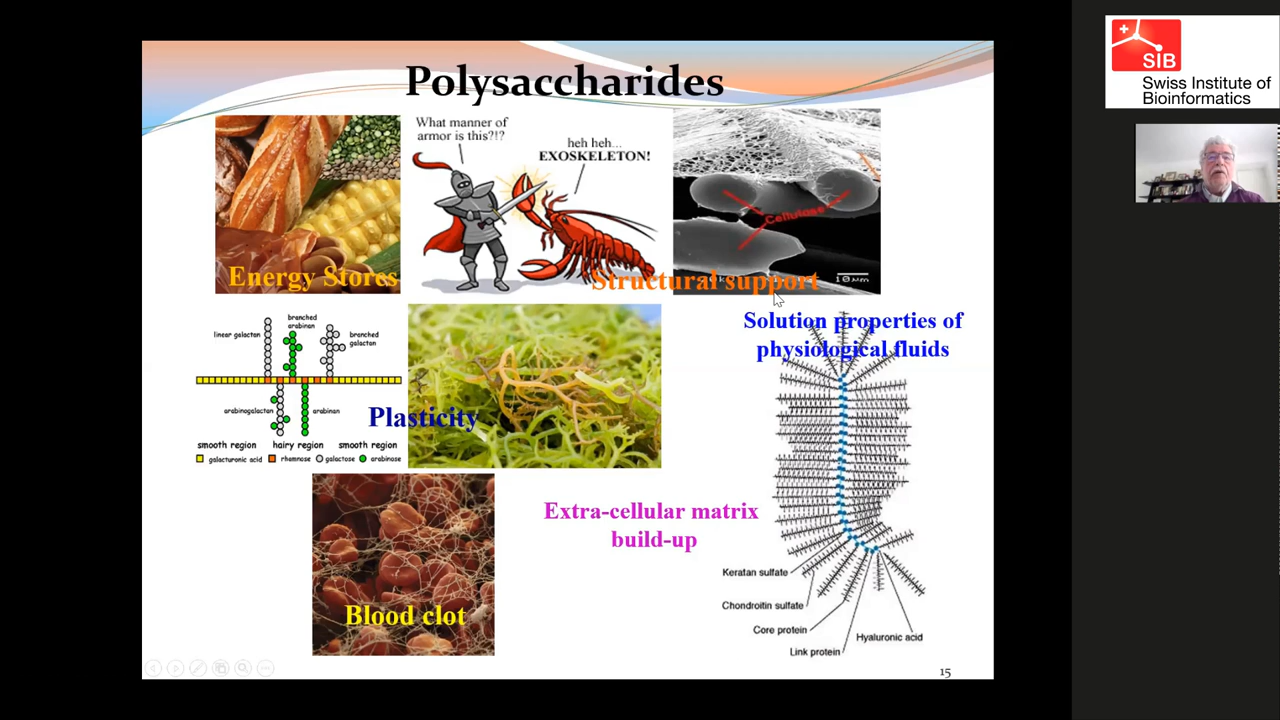 Polysaccharides
What manner of
armor is this?!?
heh heh...
EXOSKELETON!
Cellulase
10 µm
Energy Stores
Structural support
Solution properties of
physiological fluids
linear galactan
branched
arabinan
branched
galactan
arabinogalactan
arabinan
smooth region
hairy region
smooth region
galacturonic acid
rhamnose
galactose
arabinose
Plasticity
Extra-cellular matrix
build-up
Blood clot
Keratan sulfate
Chondroitin sulfate
Core protein
Link protein
Hyaluronic acid
15
SIB
Swiss Institute of
Bioinformatics